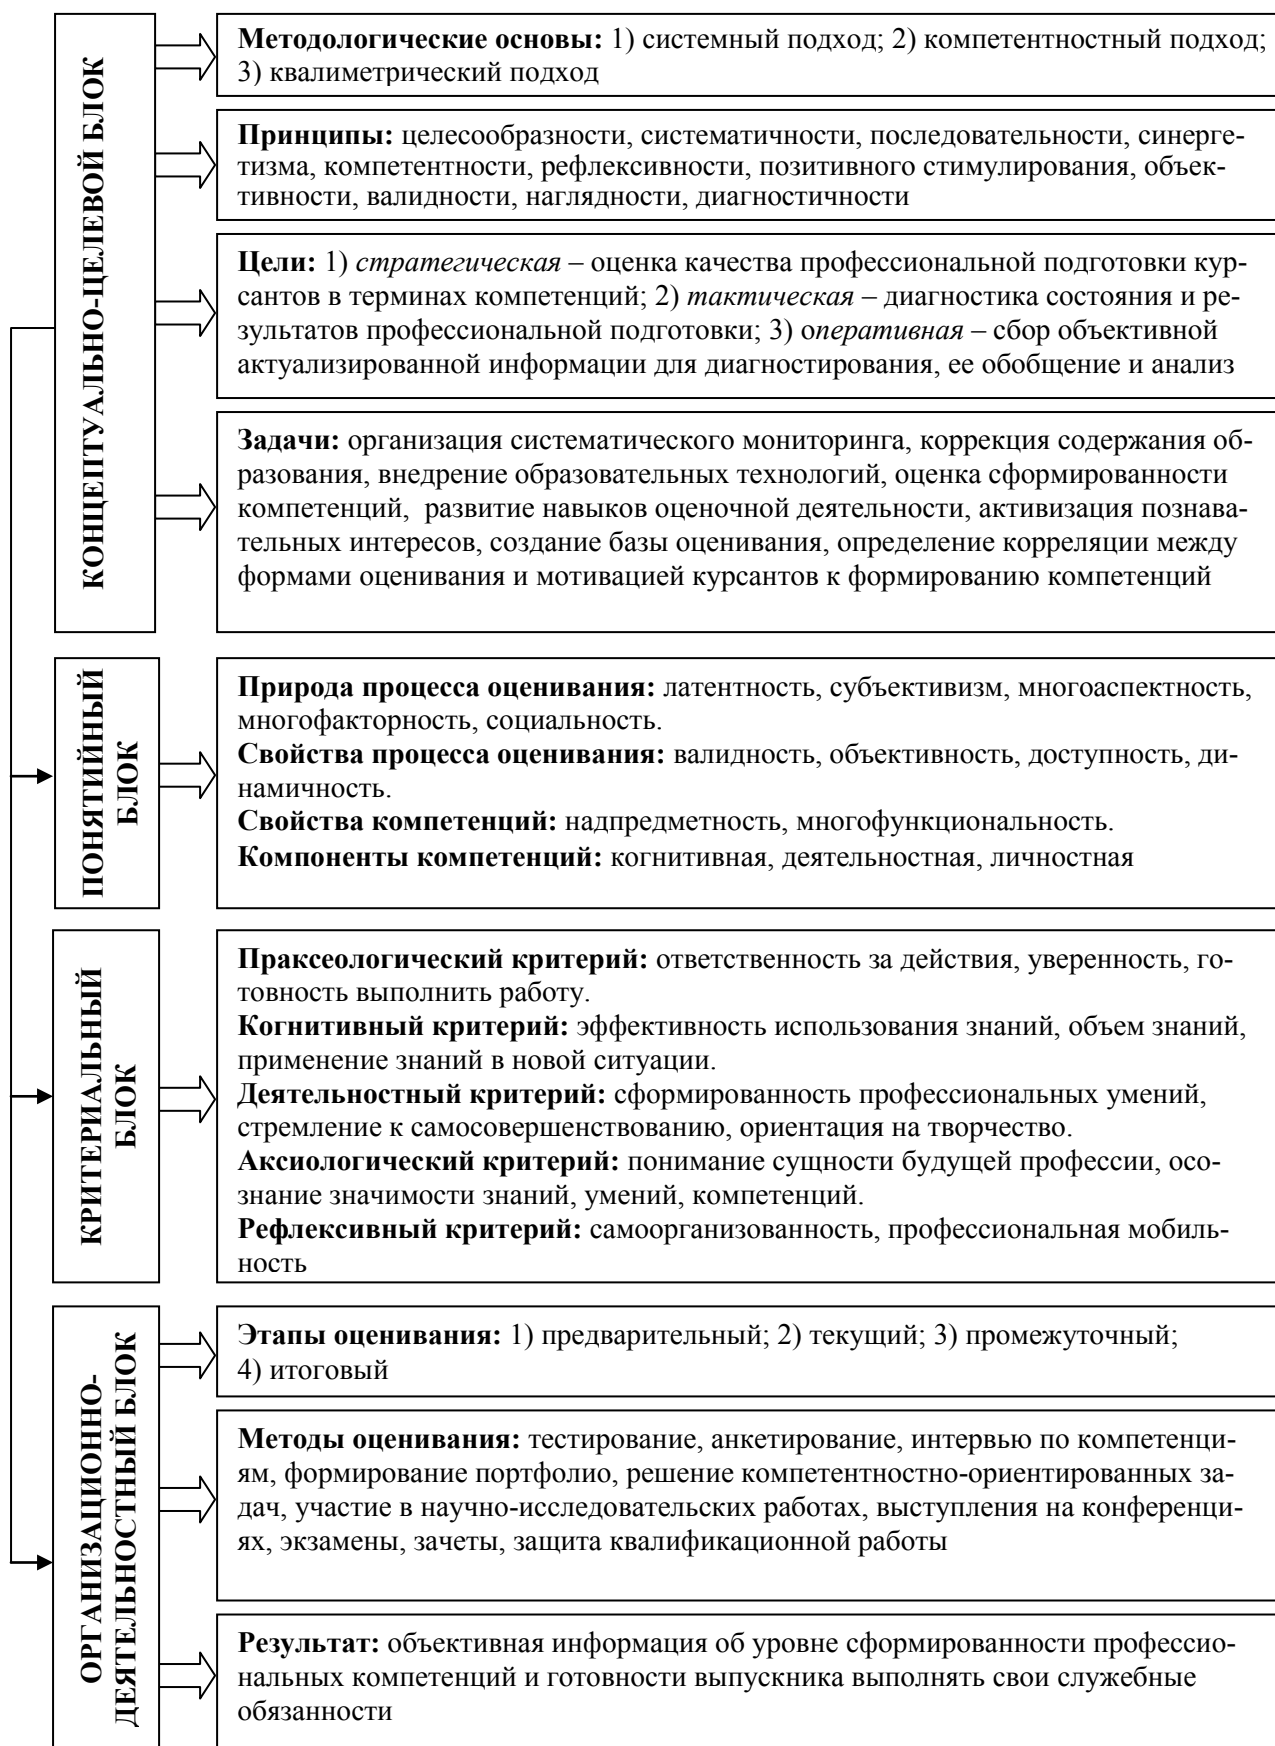 КОНЦЕПТУАЛЬНО-ЦЕЛЕВОЙ БЛОК
Методологические основы: 1) системный подход; 2) компетентностный подход;
3) квалиметрический подход
Принципы: целесообразности, систематичности, последовательности, синерге-
тизма, компетентности, рефлексивности, позитивного стимулирования, объек-
тивности, валидности, наглядности, диагностичности
Цели: 1) стратегическая – оценка качества профессиональной подготовки кур-
сантов в терминах компетенций; 2) тактическая – диагностика состояния и ре-
зультатов профессиональной подготовки; 3) оперативная – сбор объективной
актуализированной информации для диагностирования, ее обобщение и анализ
Задачи: организация систематического мониторинга, коррекция содержания об-
разования, внедрение образовательных технологий, оценка сформированности
компетенций, развитие навыков оценочной деятельности, активизация познава-
тельных интересов, создание базы оценивания, определение корреляции между
формами оценивания и мотивацией курсантов к формированию компетенций
ПОНЯТИЙНЫЙ
БЛОК
Природа процесса оценивания: латентность, субъективизм, многоаспектность,
многофакторность, социальность.
Свойства процесса оценивания: валидность, объективность, доступность, ди-
намичность.
Свойства компетенций: надпредметность, многофункциональность.
Компоненты компетенций: когнитивная, деятельностная, личностная
КРИТЕРИАЛЬНЫЙ
БЛОК
Праксеологический критерий: ответственность за действия, уверенность, го-
товность выполнить работу.
Когнитивный критерий: эффективность использования знаний, объем знаний,
применение знаний в новой ситуации.
Деятельностный критерий: сформированность профессиональных умений,
стремление к самосовершенствованию, ориентация на творчество.
Аксиологический критерий: понимание сущности будущей профессии, осо-
знание значимости знаний, умений, компетенций.
Рефлексивный критерий: самоорганизованность, профессиональная мобиль-
ность
ОРГАНИЗАЦИОННО-
ДЕЯТЕЛЬНОСТНЫЙ БЛОК
Этапы оценивания: 1) предварительный; 2) текущий; 3) промежуточный;
4) итоговый
Методы оценивания: тестирование, анкетирование, интервью по компетенци-
ям, формирование портфолио, решение компетентностно-ориентированных за-
дач, участие в научно-исследовательских работах, выступления на конференци-
ях, экзамены, зачеты, защита квалификационной работы
Результат: объективная информация об уровне сформированности профессио-
нальных компетенций и готовности выпускника выполнять свои служебные
обязанности